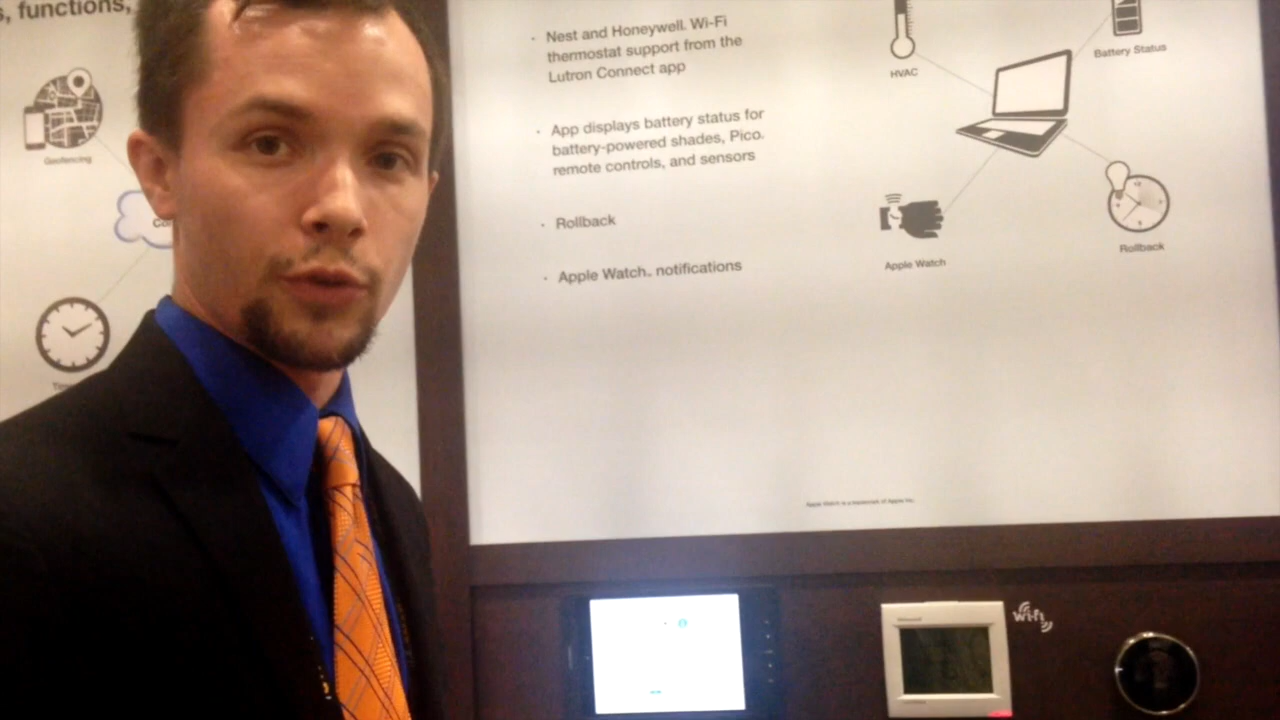 s, functions,
Geofencing
Co
· Nest and Honeywell. Wi-Fi
thermostat support from the
Lutron Connect app
· App displays battery status for
battery-powered shades, Pico.
remote controls, and sensors
· Rollback
· Apple Watch. notifications
HVAC
Battery Status
Apple Watch
Rollback
Apple Watch is a trademark of Apple Inc.
Wi-Fi